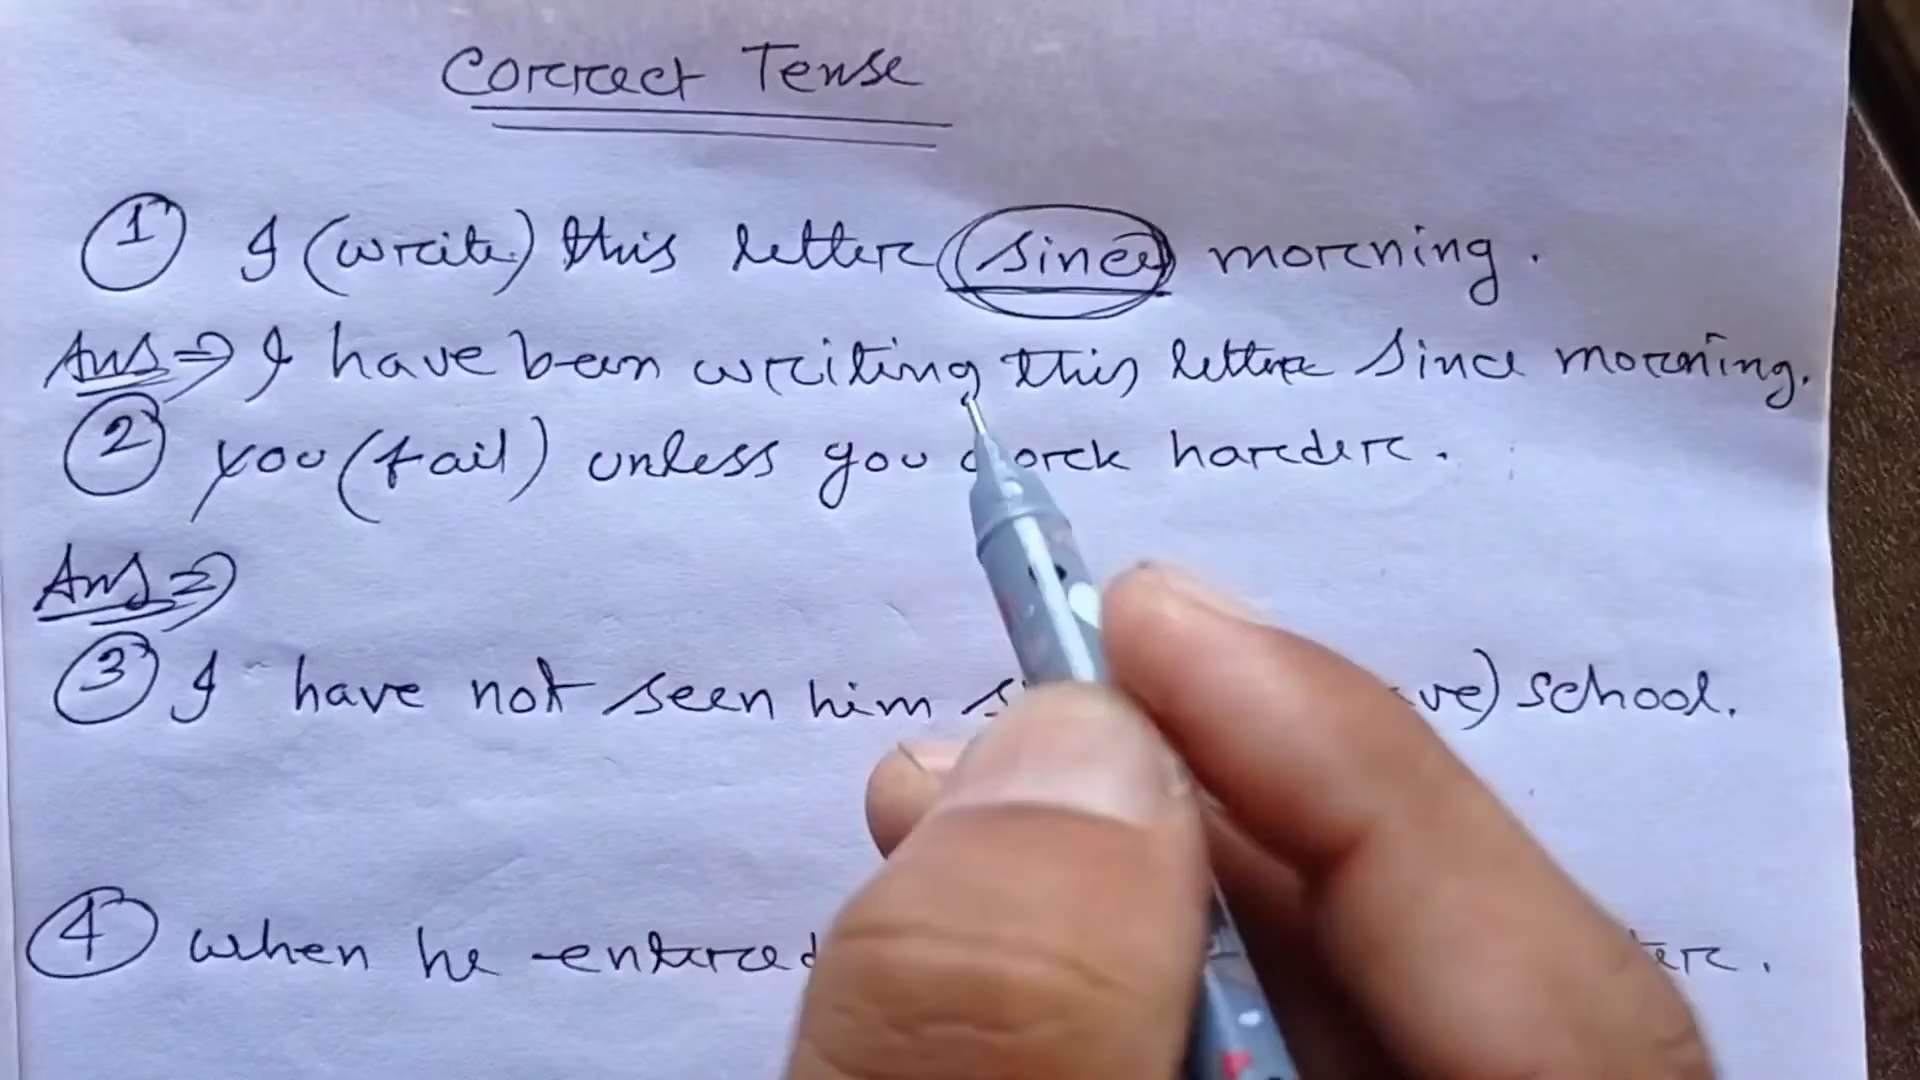 Correct Tense
① I (write) this letter (since) morning.
Ans⇒ I have been writing this letter since morning.
② you (fail) unless you work harder.
Ans⇒
③ I have not seen him school.
④ when he entered